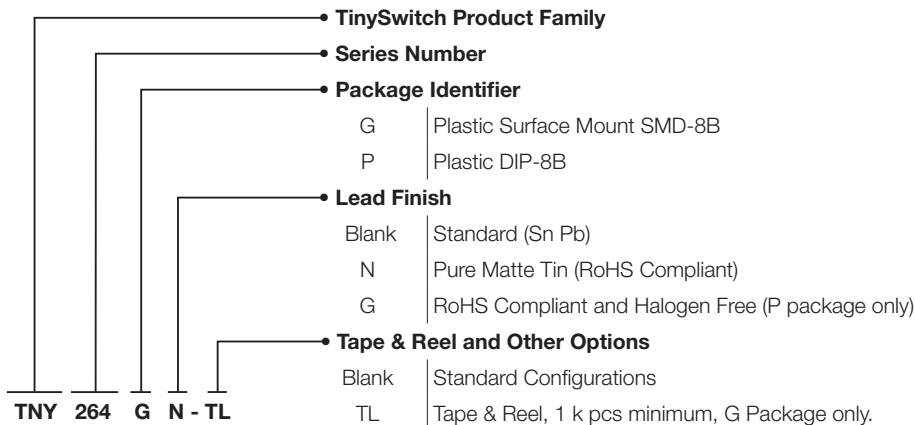 TinySwitch Product Family
Series Number
Package Identifier
G Plastic Surface Mount SMD-8B
P Plastic DIP-8B
Lead Finish
Blank Standard (Sn Pb)
N Pure Matte Tin (RoHS Compliant)
G RoHS Compliant and Halogen Free (P package only)
Tape & Reel and Other Options
Blank Standard Configurations
TNY 264 G N - TL TL Tape & Reel, 1 k pcs minimum, G Package only.